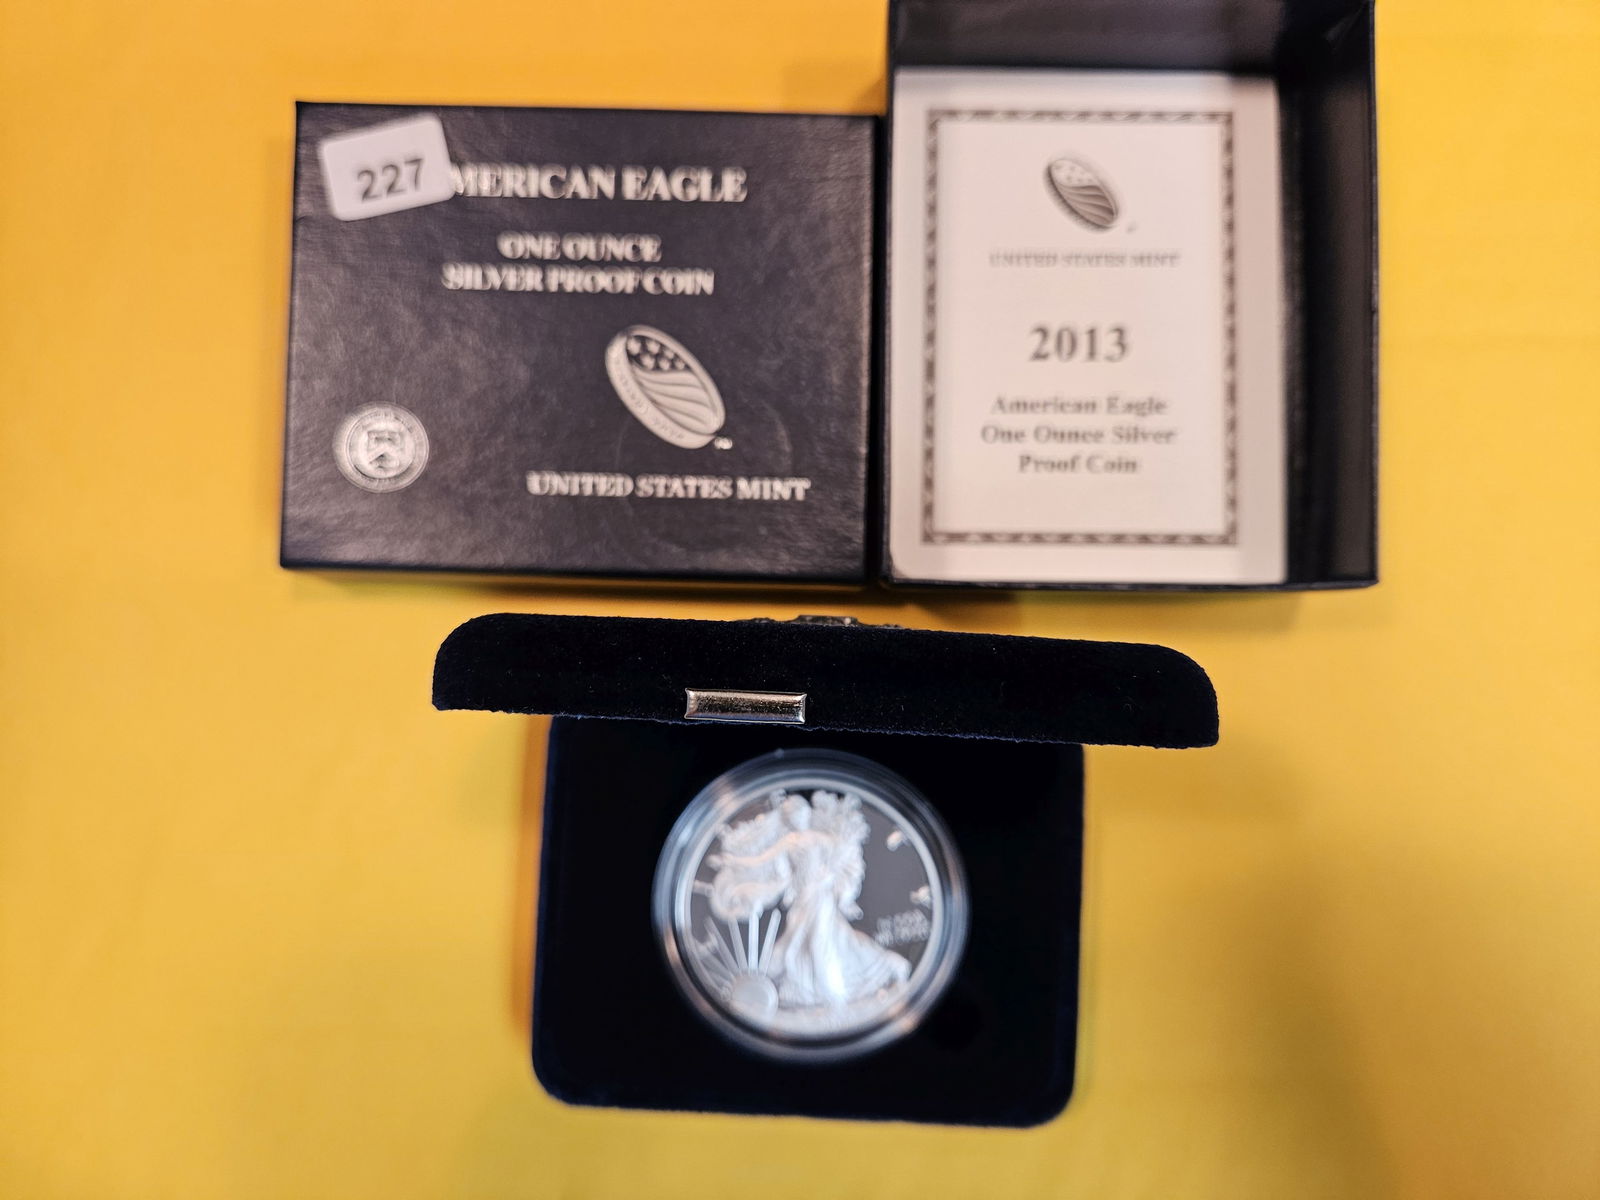 227
MERICAN EAGLE
ONE OUNCE
SILVER PROOF COIN
UNITED STATES MINT
UNITED STATES MINT
2013
American Eagle
One Ounce Silver
Proof Coin